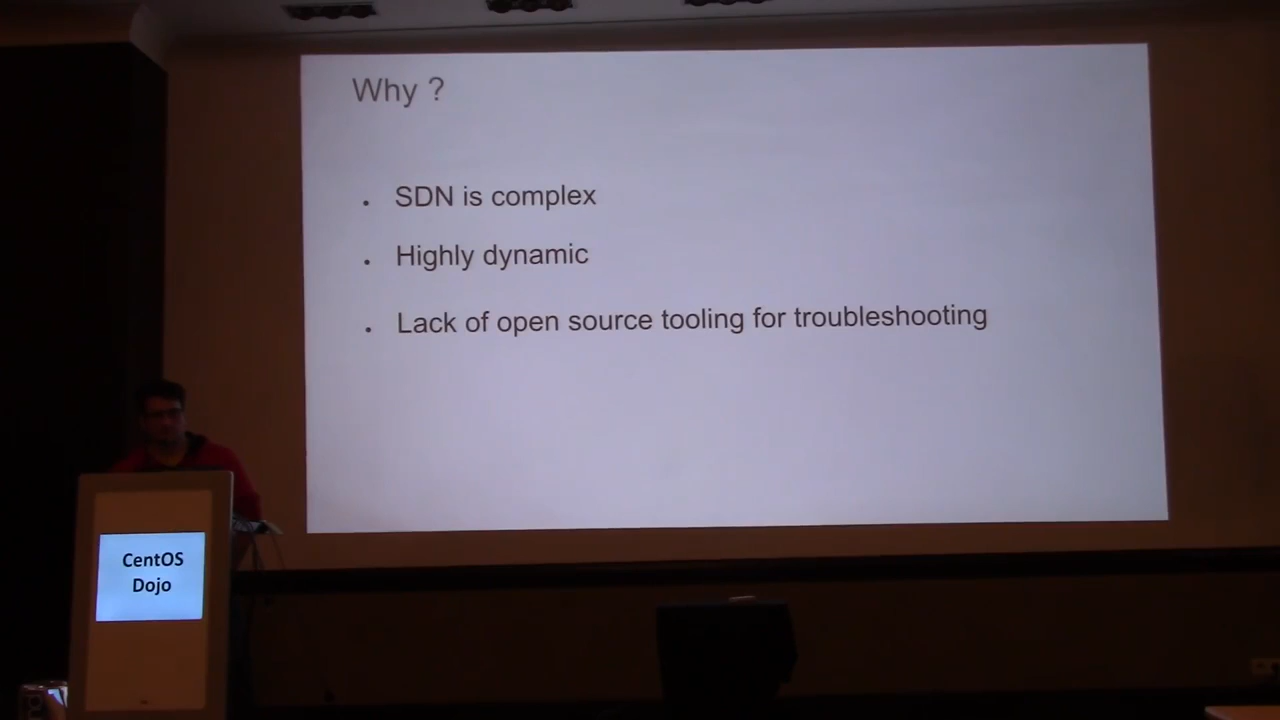 Why ?
. SDN is complex
. Highly dynamic
. Lack of open source tooling for troubleshooting
CentOS
Dojo